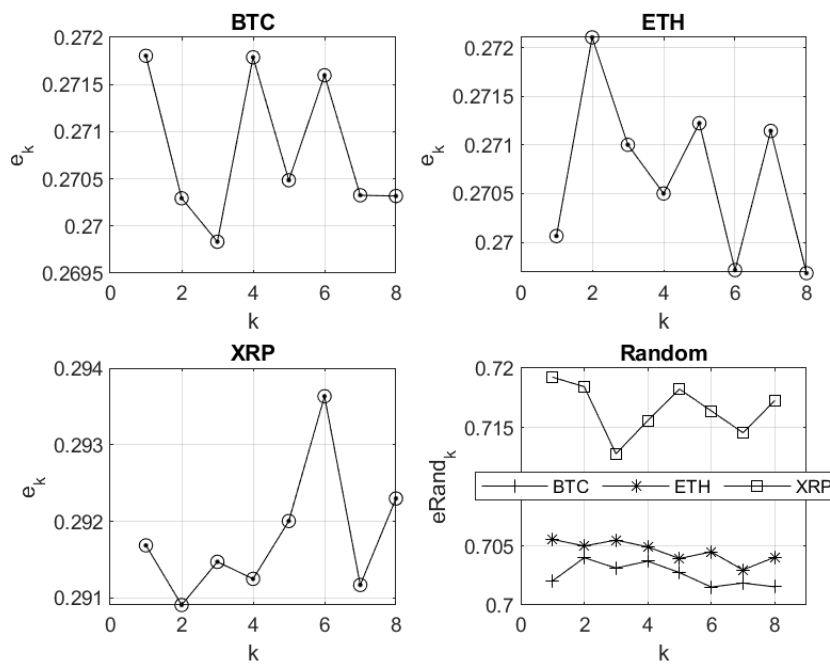 BTC
0.272
0.2715
0.271
0.2705
0.27
0.2695
e_k
0 2 4 6 8
k
ETH
0.272
0.2715
0.271
0.2705
0.27
e_k
0 2 4 6 8
k
XRP
0.294
0.293
0.292
0.291
e_k
0 2 4 6 8
k
Random
0.72
0.715
0.705
0.7
eRand_k
BTC ETH XRP
0 2 4 6 8
k